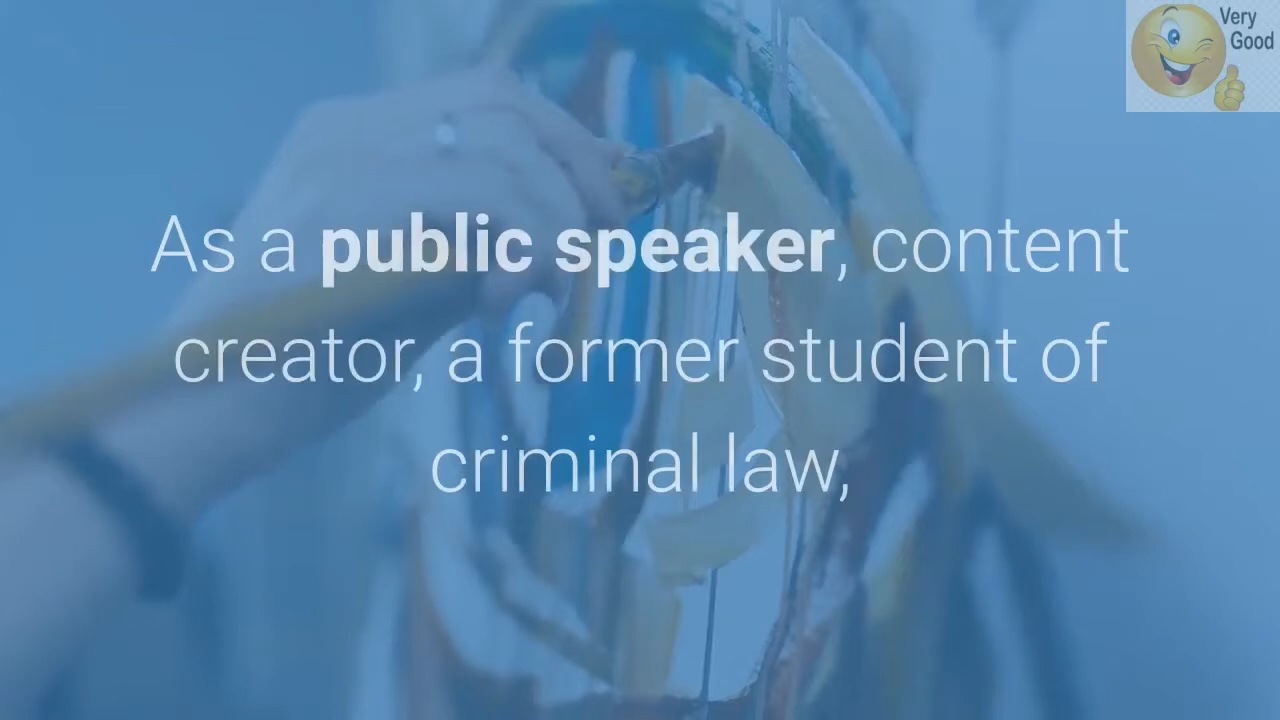 Very
Good
As a public speaker, content
creator, a former student of
criminal law,